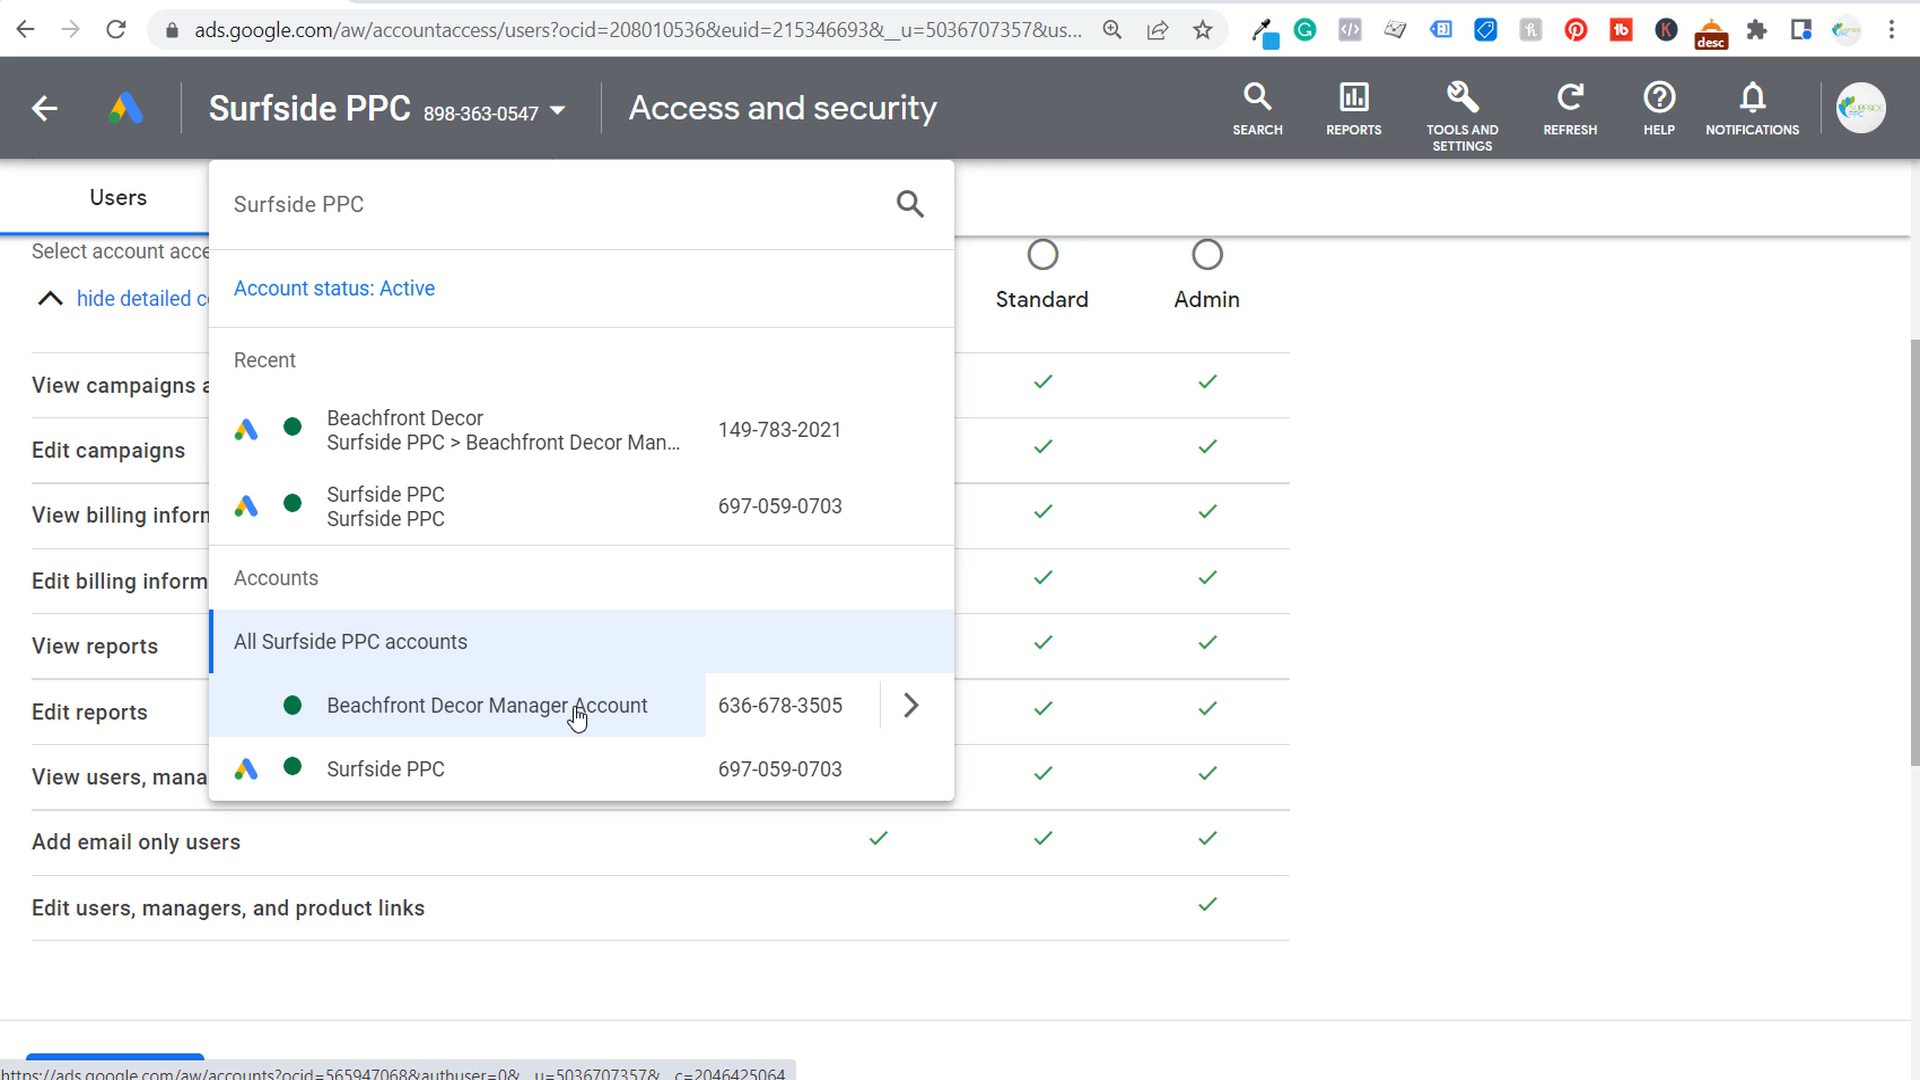 ads.google.com/aw/accountaccess/users?ocid=208010536&euid=215346693&__u=5036707357&us...
desc
Surfside PPC 898-363-0547
Access and security
SEARCH
REPORTS
TOOLS AND SETTINGS
REFRESH
HELP
NOTIFICATIONS
Users
Surfside PPC
Select account acce
hide detailed c
Account status: Active
Standard
Admin
Recent
View campaigns a
Beachfront Decor
Surfside PPC > Beachfront Decor Man...
149-783-2021
Edit campaigns
Surfside PPC
Surfside PPC
697-059-0703
View billing inforn
Accounts
Edit billing inform
All Surfside PPC accounts
View reports
Beachfront Decor Manager Account
636-678-3505
Edit reports
Surfside PPC
697-059-0703
View users, mana
Add email only users
Edit users, managers, and product links
https://ads.google.com/aw/accounts?ocid=565947068&authuser=0&__u=5036707357&__c=2046425064